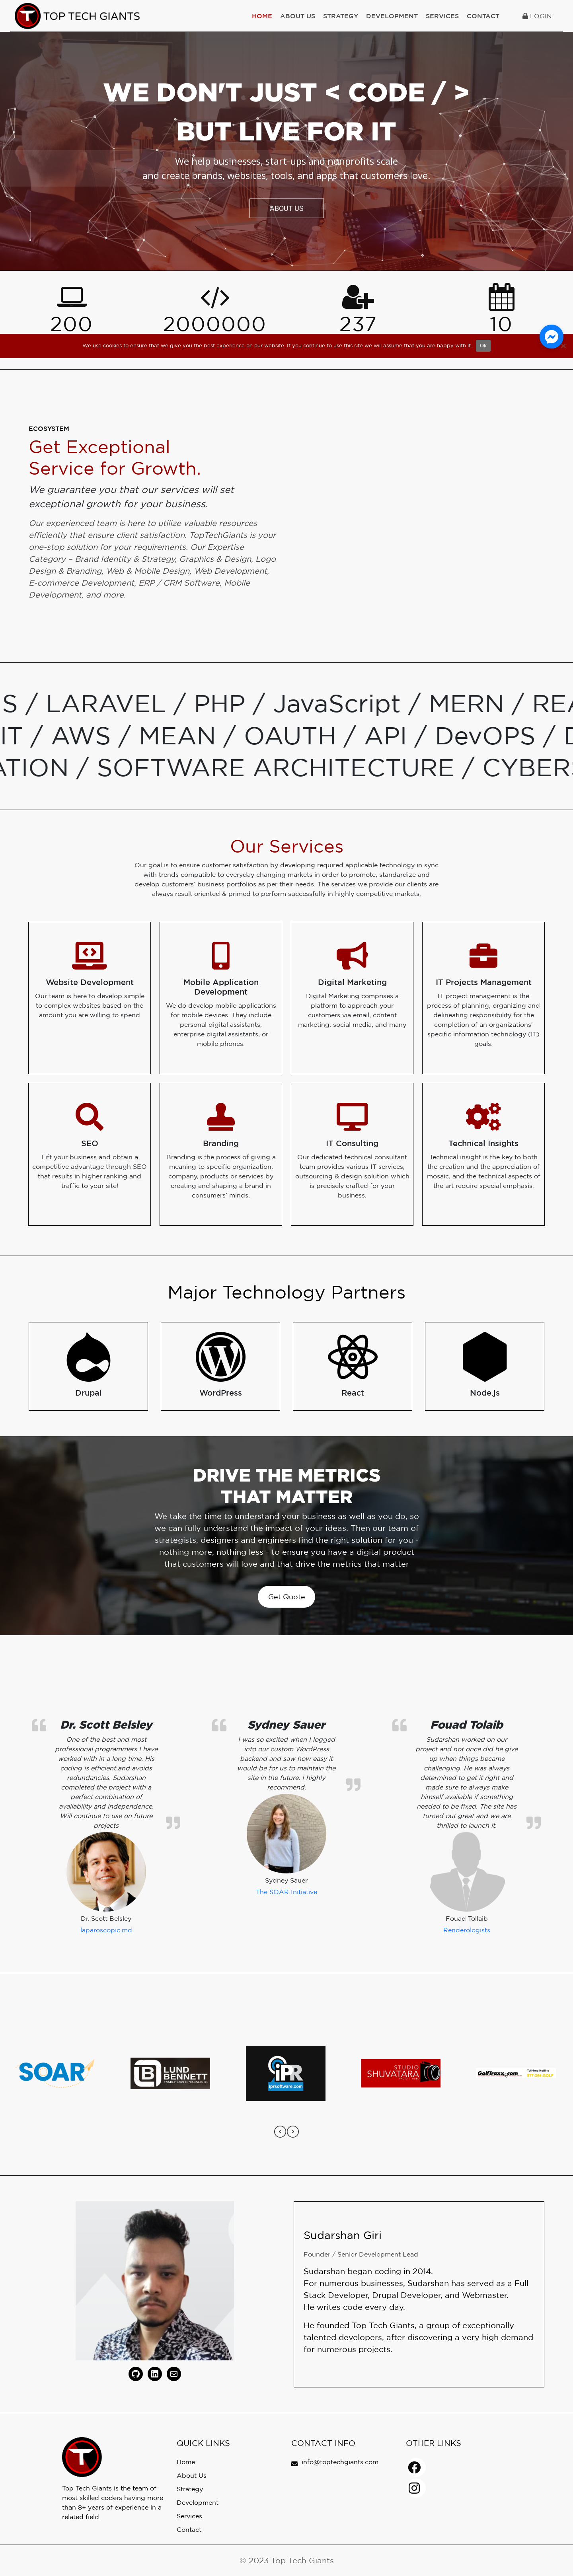 TOP TECH GIANTS
HOME ABOUT US STRATEGY DEVELOPMENT SERVICES CONTACT LOGIN
WE DON'T JUST < CODE / >
BUT LIVE FOR IT
We help businesses, start-ups and nonprofits scale
and create brands, websites, tools, and apps that customers love.
ABOUT US
200 2000000 237 10
We use cookies to ensure that we give you the best experience on our website. If you continue to use this site we will assume that you are happy with it. Ok
ECOSYSTEM
Get Exceptional
Service for Growth.
We guarantee you that our services will set
exceptional growth for your business.
Our experienced team is here to utilize valuable resources
efficiently that ensure client satisfaction. TopTechGiants is your
one-stop solution for your requirements. Our Expertise
Category – Brand Identity & Strategy, Graphics & Design, Logo
Design & Branding, Web & Mobile Design, Web Development,
E-commerce Development, ERP / CRM Software, Mobile
Development, and more.
S / LARAVEL / PHP / JavaScript / MERN / REA
IT / AWS / MEAN / OAUTH / API / DevOPS / D
ATION / SOFTWARE ARCHITECTURE / CYBERS
Our Services
Our goal is to ensure customer satisfaction by developing required applicable technology in sync
with trends compatible to everyday changing markets in order to promote, standardize and
develop customers' business portfolios as per their needs. The services we provide our clients are
always result oriented & primed to perform successfully in highly competitive markets.
Website Development
Our team is here to develop simple
to complex websites based on the
amount you are willing to spend
Mobile Application
Development
We do develop mobile applications
for mobile devices. They include
personal digital assistants,
enterprise digital assistants, or
mobile phones.
Digital Marketing
Digital Marketing comprises a
platform to approach your
customers via email, content
marketing, social media, and many
IT Projects Management
IT project management is the
process of planning, organizing and
delineating responsibility for the
completion of an organizations'
specific information technology (IT)
goals.
SEO
Lift your business and obtain a
competitive advantage through SEO
that results in higher ranking and
traffic to your site!
Branding
Branding is the process of giving a
meaning to specific organization,
company, products or services by
creating and shaping a brand in
consumers' minds.
IT Consulting
Our dedicated technical consultant
team provides various IT services,
outsourcing & design solution which
is precisely crafted for your
business.
Technical Insights
Technical insight is the key to both
the creation and the appreciation of
mosaic, and the technical aspects of
the art require special emphasis.
Major Technology Partners
Drupal
WordPress
React
Node.js
DRIVE THE METRICS
THAT MATTER
We take the time to understand your business as well as you do, so
we can fully understand the impact of your ideas. Then our team of
strategists, designers and engineers find the right solution for you -
nothing more, nothing less - to ensure you have a digital product
that customers will love and that drive the metrics that matter
Get Quote
Dr. Scott Belsley
One of the best and most
professional programmers I have
worked with in a long time. His
coding is efficient and avoids
redundancies. Sudarshan
completed the project with a
perfect combination of
availability and independence.
Will continue to use on future
projects
Dr. Scott Belsley
laparoscopic.md
Sydney Sauer
I was so excited when I logged
into our custom WordPress
backend and saw how easy it
would be for us to maintain the
site in the future. I highly
recommend.
Sydney Sauer
The SOAR Initiative
Fouad Tolaib
Sudarshan worked on our
project and not once did he give
up when things became
challenging. He was always
determined to get it right and
made sure to always make
himself available if something
needed to be fixed. The site has
turned out great and we are
thrilled to launch it.
Fouad Tollaib
Renderologists
SOAR
LUND
BENNETT
FAMILY LAW SPECIALISTS
iPR
iprsoftware.com
STUDIO
SHUVATARA
GolfTraxx.com
Sudarshan Giri
Founder / Senior Development Lead
Sudarshan began coding in 2014.
For numerous businesses, Sudarshan has served as a Full
Stack Developer, Drupal Developer, and Webmaster.
He writes code every day.
He founded Top Tech Giants, a group of exceptionally
talented developers, after discovering a very high demand
for numerous projects.
Top Tech Giants is the team of
most skilled coders having more
than 8+ years of experience in a
related field.
QUICK LINKS
Home
About Us
Strategy
Development
Services
Contact
CONTACT INFO
info@toptechgiants.com
OTHER LINKS
© 2023 Top Tech Giants